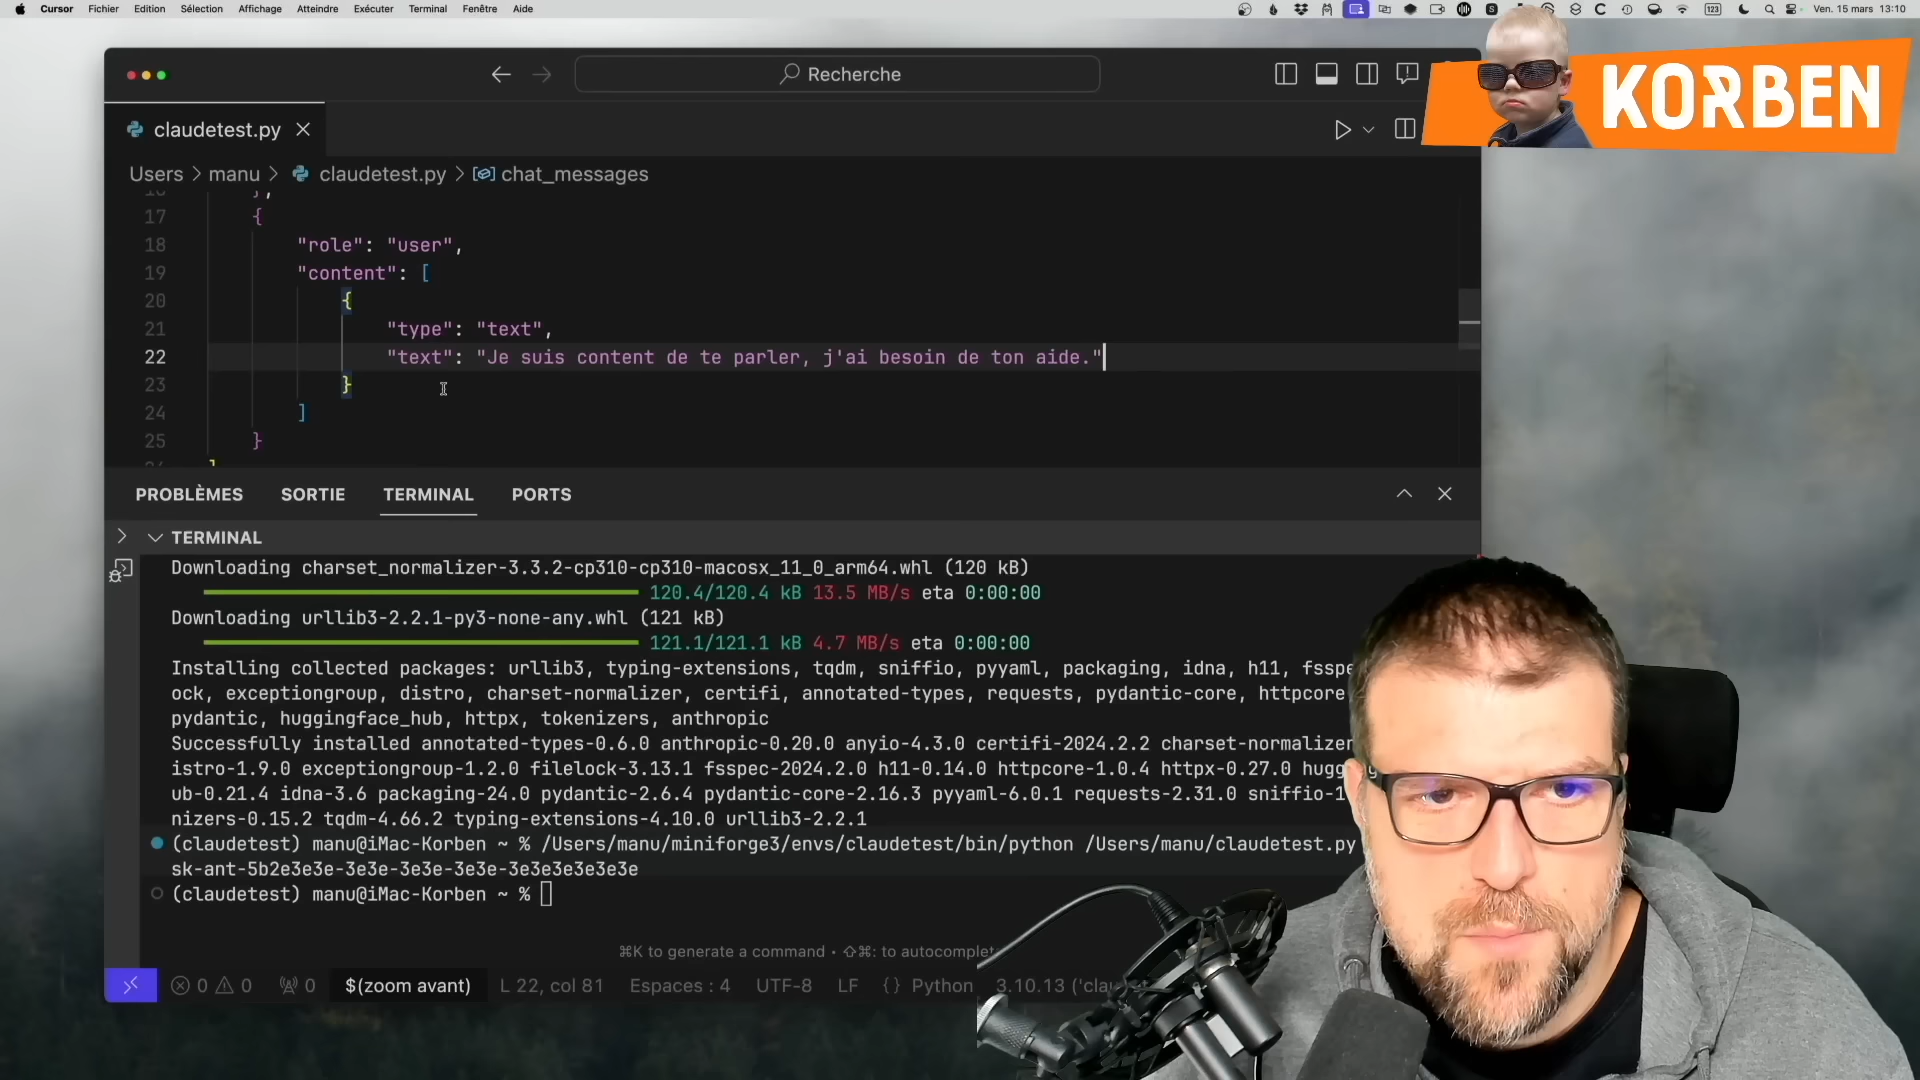 Cursor Fichier Edition Sélection Affichage Atteindre Exécuter Terminal Fenêtre Aide
123 Ven. 15 mars 13:10
Recherche
KORBEN
claudetest.py
Users > manu > claudetest.py > chat_messages
17 {
18 "role": "user",
19 "content": [
20 {
21 "type": "text",
22 "text": "Je suis content de te parler, j'ai besoin de ton aide."
23 }
24 ]
25 }
PROBLÈMES SORTIE TERMINAL PORTS
TERMINAL
Downloading charset_normalizer-3.3.2-cp310-cp310-macosx_11_0_arm64.whl (120 kB)
120.4/120.4 kB 13.5 MB/s eta 0:00:00
Downloading urllib3-2.2.1-py3-none-any.whl (121 kB)
121.1/121.1 kB 4.7 MB/s eta 0:00:00
Installing collected packages: urllib3, typing-extensions, tqdm, sniffio, pyyaml, packaging, idna, h11, fsspe
ock, exceptiongroup, distro, charset-normalizer, certifi, annotated-types, requests, pydantic-core, httpcore
pydantic, huggingface_hub, httpx, tokenizers, anthropic
Successfully installed annotated-types-0.6.0 anthropic-0.20.0 anyio-4.3.0 certifi-2024.2.2 charset-normalizer
istro-1.9.0 exceptiongroup-1.2.0 filelock-3.13.1 fsspec-2024.2.0 h11-0.14.0 httpcore-1.0.4 httpx-0.27.0 hugg
ub-0.21.4 idna-3.6 packaging-24.0 pydantic-2.6.4 pydantic-core-2.16.3 pyyaml-6.0.1 requests-2.31.0 sniffio-1
nizers-0.15.2 tqdm-4.66.2 typing-extensions-4.10.0 urllib3-2.2.1
(claudetest) manu@iMac-Korben ~ % /Users/manu/miniforge3/envs/claudetest/bin/python /Users/manu/claudetest.py
sk-ant-5b2e3e3e-3e3e-3e3e-3e3e-3e3e3e3e3e3e
(claudetest) manu@iMac-Korben ~ %
⌘K to generate a command • ⇧⌘: to autocomplet
0 0 0 $(zoom avant) L 22, col 81 Espaces : 4 UTF-8 LF {} Python 3.10.13 ('cla